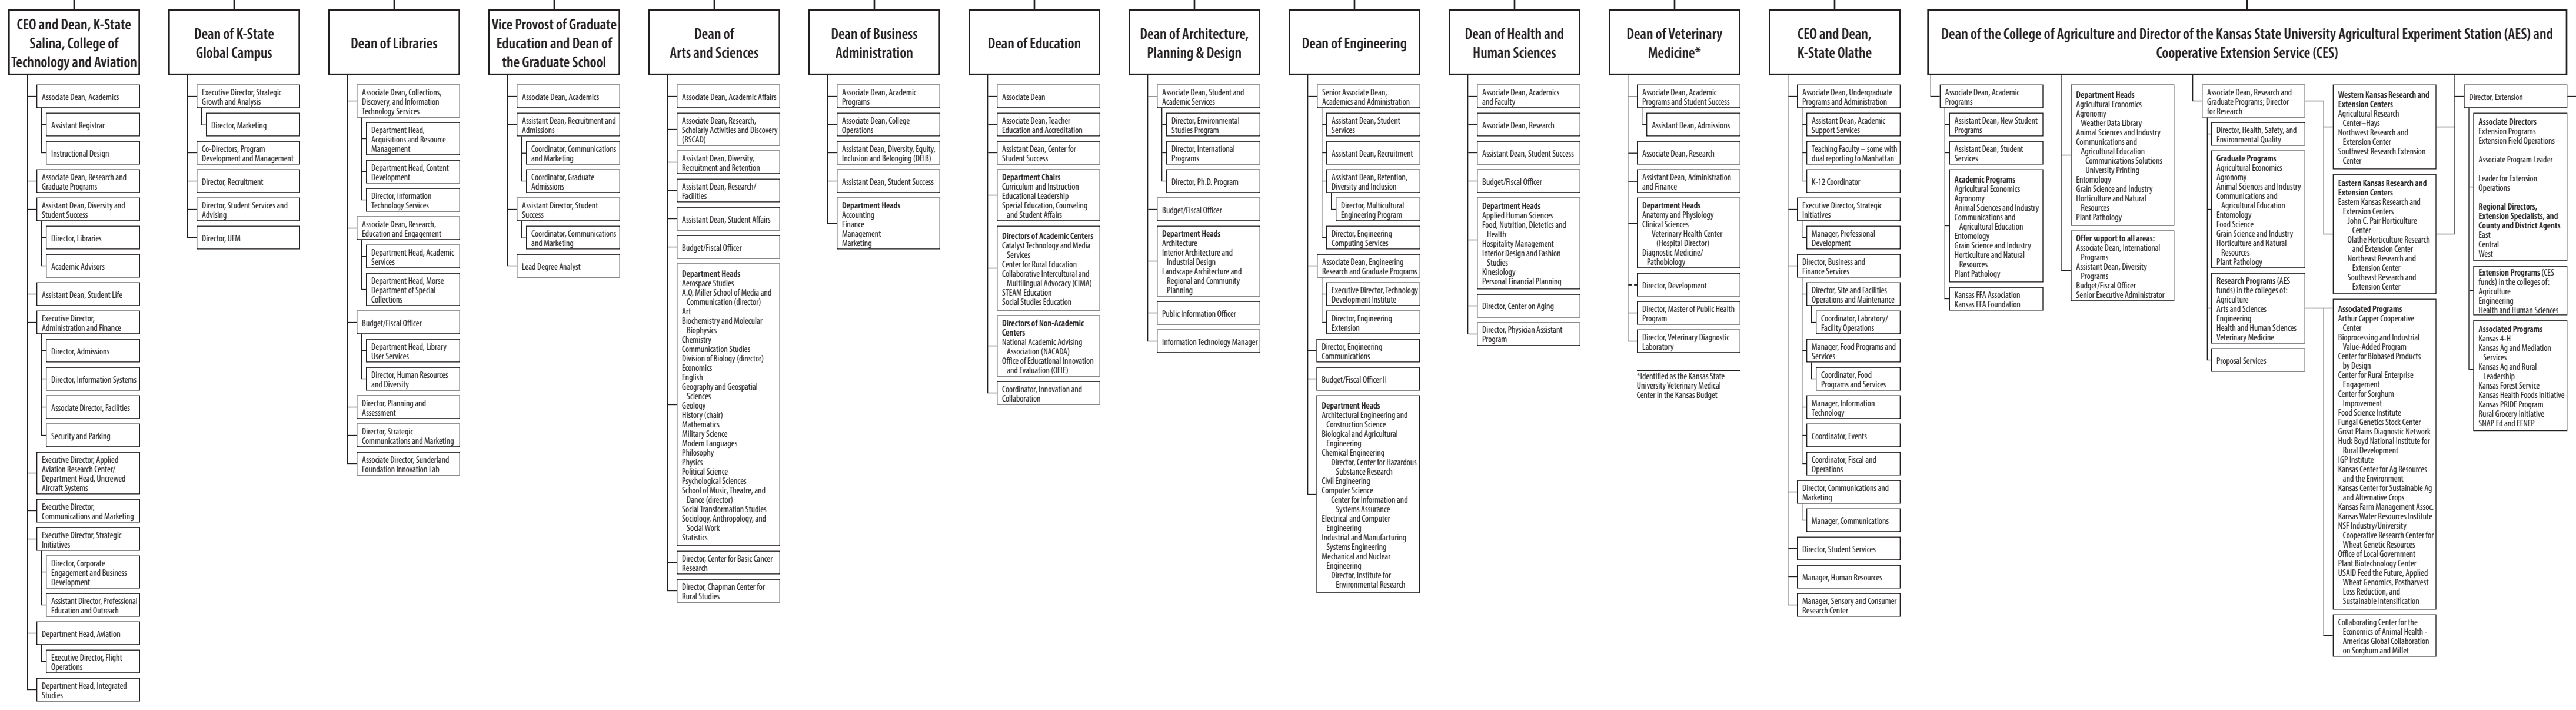 CEO and Dean, K-State
Salina, College of
Technology and Aviation
Associate Dean, Academics
Assistant Registrar
Instructional Design
Associate Dean, Research and
Graduate Programs
Assistant Dean, Diversity and
Student Success
Director, Libraries
Academic Advisors
Assistant Dean, Student Life
Executive Director,
Administration and Finance
Director, Admissions
Director, Information Systems
Associate Director, Facilities
Security and Parking
Executive Director, Applied
Aviation Research Center/
Department Head, Uncrewed
Aircraft Systems
Executive Director,
Communications and Marketing
Executive Director, Strategic
Initiatives
Director, Corporate
Engagement and Business
Development
Assistant Director, Professional
Education and Outreach
Department Head, Aviation
Executive Director, Flight
Operations
Department Head, Integrated
Studies
Dean of K-State
Global Campus
Executive Director, Strategic
Growth and Analysis
Director, Marketing
Co-Directors, Program
Development and Management
Director, Recruitment
Director, Student Services and
Advising
Director, UFM
Dean of Libraries
Associate Dean, Collections,
Discovery, and Information
Technology Services
Department Head,
Acquisitions and Resource
Management
Department Head, Content
Development
Director, Information
Technology Services
Associate Dean, Research,
Education and Engagement
Department Head, Academic
Services
Department Head, Morse
Department of Special
Collections
Budget/Fiscal Officer
Department Head, Library
User Services
Director, Human Resources
and Diversity
Director, Planning and
Assessment
Director, Strategic
Communications and Marketing
Associate Director, Sunderland
Foundation Innovation Lab
Vice Provost of Graduate
Education and Dean of
the Graduate School
Associate Dean, Academics
Assistant Dean, Recruitment and
Admissions
Coordinator, Communications
and Marketing
Coordinator, Graduate
Admissions
Assistant Director, Student
Success
Coordinator, Communications
and Marketing
Lead Degree Analyst
Dean of
Arts and Sciences
Associate Dean, Academic Affairs
Associate Dean, Research,
Scholarly Activities and Discovery
(RSCAD)
Assistant Dean, Diversity,
Recruitment and Retention
Assistant Dean, Research/
Facilities
Assistant Dean, Student Affairs
Budget/Fiscal Officer
Department Heads
Aerospace Studies
A.Q. Miller School of Media and
Communication (director)
Art
Biochemistry and Molecular
Biophysics
Chemistry
Communication Studies
Division of Biology (director)
Economics
English
Geography and Geospatial
Sciences
Geology
History (chair)
Mathematics
Military Science
Modern Languages
Philosophy
Physics
Political Science
Psychological Sciences
School of Music, Theatre, and
Dance (director)
Social Transformation Studies
Sociology, Anthropology, and
Social Work
Statistics
Director, Center for Basic Cancer
Research
Director, Chapman Center for
Rural Studies
Dean of Business
Administration
Associate Dean, Academic
Programs
Associate Dean, College
Operations
Assistant Dean, Diversity, Equity,
Inclusion and Belonging (DEIB)
Assistant Dean, Student Success
Department Heads
Accounting
Finance
Management
Marketing
Dean of Education
Associate Dean
Associate Dean, Teacher
Education and Accreditation
Assistant Dean, Center for
Student Success
Department Chairs
Curriculum and Instruction
Educational Leadership
Special Education, Counseling
and Student Affairs
Directors of Academic Centers
Catalyst Technology and Media
Services
Center for Rural Education
Collaborative Intercultural and
Multilingual Advocacy (CIMA)
STEAM Education
Social Studies Education
Directors of Non-Academic
Centers
National Academic Advising
Association (NACADA)
Office of Educational Innovation
and Evaluation (OEIE)
Coordinator, Innovation and
Collaboration
Dean of Architecture,
Planning & Design
Associate Dean, Student and
Academic Services
Director, Environmental
Studies Program
Director, International
Programs
Director, Ph.D. Program
Budget/Fiscal Officer
Department Heads
Architecture
Interior Architecture and
Industrial Design
Landscape Architecture and
Regional and Community
Planning
Public Information Officer
Information Technology Manager
Dean of Engineering
Senior Associate Dean,
Academics and Administration
Assistant Dean, Student
Services
Assistant Dean, Recruitment
Assistant Dean, Retention,
Diversity and Inclusion
Director, Multicultural
Engineering Program
Director, Engineering
Computing Services
Associate Dean, Engineering
Research and Graduate Programs
Executive Director, Technology
Development Institute
Director, Engineering
Extension
Director, Engineering
Communications
Budget/Fiscal Officer II
Department Heads
Architectural Engineering and
Construction Science
Biological and Agricultural
Engineering
Chemical Engineering
Director, Center for Hazardous
Substance Research
Civil Engineering
Computer Science
Center for Information and
Systems Assurance
Electrical and Computer
Engineering
Industrial and Manufacturing
Systems Engineering
Mechanical and Nuclear
Engineering
Director, Institute for
Environmental Research
Dean of Health and
Human Sciences
Associate Dean, Academics
and Faculty
Associate Dean, Research
Assistant Dean, Student Success
Budget/Fiscal Officer
Department Heads
Applied Human Sciences
Food, Nutrition, Dietetics and
Health
Hospitality Management
Interior Design and Fashion
Studies
Kinesiology
Personal Financial Planning
Director, Center on Aging
Director, Physician Assistant
Program
Dean of Veterinary
Medicine*
Associate Dean, Academic
Programs and Student Success
Assistant Dean, Admissions
Associate Dean, Research
Assistant Dean, Administration
and Finance
Department Heads
Anatomy and Physiology
Clinical Sciences
Veterinary Health Center
(Hospital Director)
Diagnostic Medicine/
Pathobiology
Director, Development
Director, Master of Public Health
Program
Director, Veterinary Diagnostic
Laboratory
*Identified as the Kansas State
University Veterinary Medical
Center in the Kansas Budget
CEO and Dean,
K-State Olathe
Associate Dean, Undergraduate
Programs and Administration
Assistant Dean, Academic
Support Services
Teaching Faculty – some with
dual reporting to Manhattan
K-12 Coordinator
Executive Director, Strategic
Initiatives
Manager, Professional
Development
Director, Business and
Finance Services
Director, Site and Facilities
Operations and Maintenance
Coordinator, Labratory/
Facility Operations
Manager, Food Programs and
Services
Coordinator, Food
Programs and Services
Manager, Information
Technology
Coordinator, Events
Coordinator, Fiscal and
Operations
Director, Communications and
Marketing
Manager, Communications
Director, Student Services
Manager, Human Resources
Manager, Sensory and Consumer
Research Center
Dean of the College of Agriculture and Director of the Kansas State University Agricultural Experiment Station (AES) and
Cooperative Extension Service (CES)
Associate Dean, Academic
Programs
Assistant Dean, New Student
Programs
Assistant Dean, Student
Services
Academic Programs
Agricultural Economics
Agronomy
Animal Sciences and Industry
Communications and
Agricultural Education
Entomology
Grain Science and Industry
Horticulture and Natural
Resources
Plant Pathology
Kansas FFA Association
Kansas FFA Foundation
Department Heads
Agricultural Economics
Agronomy
Weather Data Library
Animal Sciences and Industry
Communications and
Agricultural Education
Communications Solutions
University Printing
Entomology
Grain Science and Industry
Horticulture and Natural
Resources
Plant Pathology
Offer support to all areas:
Associate Dean, International
Programs
Assistant Dean, Diversity
Programs
Budget/Fiscal Officer
Senior Executive Administrator
Associate Dean, Research and
Graduate Programs; Director
for Research
Director, Health, Safety, and
Environmental Quality
Graduate Programs
Agricultural Economics
Agronomy
Animal Sciences and Industry
Communications and
Agricultural Education
Entomology
Food Science
Grain Science and Industry
Horticulture and Natural
Resources
Plant Pathology
Research Programs (AES
funds) in the colleges of:
Agriculture
Arts and Sciences
Engineering
Health and Human Sciences
Veterinary Medicine
Proposal Services
Western Kansas Research and
Extension Centers
Agricultural Research
Center–Hays
Northwest Research and
Extension Center
Southwest Research Extension
Center
Eastern Kansas Research and
Extension Centers
Eastern Kansas Research and
Extension Centers
John C. Pair Horticulture
Center
Olathe Horticulture Research
and Extension Center
Northeast Research and
Extension Center
Southeast Research and
Extension Center
Associated Programs
Arthur Capper Cooperative
Center
Bioprocessing and Industrial
Value-Added Program
Center for Biobased Products
by Design
Center for Rural Enterprise
Engagement
Center for Sorghum
Improvement
Food Science Institute
Fungal Genetics Stock Center
Great Plains Diagnostic Network
Huck Boyd National Institute for
Rural Development
IGP Institute
Kansas Center for Ag Resources
and the Environment
Kansas Center for Sustainable Ag
and Alternative Crops
Kansas Farm Management Assoc.
Kansas Water Resources Institute
NSF Industry/University
Cooperative Research Center for
Wheat Genetic Resources
Office of Local Government
Plant Biotechnology Center
USAID Feed the Future, Applied
Wheat Genomics, Postharvest
Loss Reduction, and
Sustainable Intensification
Collaborating Center for the
Economics of Animal Health -
Americas Global Collaboration
on Sorghum and Millet
Director, Extension
Associate Directors
Extension Programs
Extension Field Operations
Associate Program Leader
Leader for Extension
Operations
Regional Directors,
Extension Specialists, and
County and District Agents
East
Central
West
Extension Programs (CES
funds) in the colleges of:
Agriculture
Engineering
Health and Human Sciences
Associated Programs
Kansas 4-H
Kansas Ag and Mediation
Services
Kansas Ag and Rural
Leadership
Kansas Forest Service
Kansas Health Foods Initiative
Kansas PRIDE Program
Rural Grocery Initiative
SNAP Ed and EFNEP